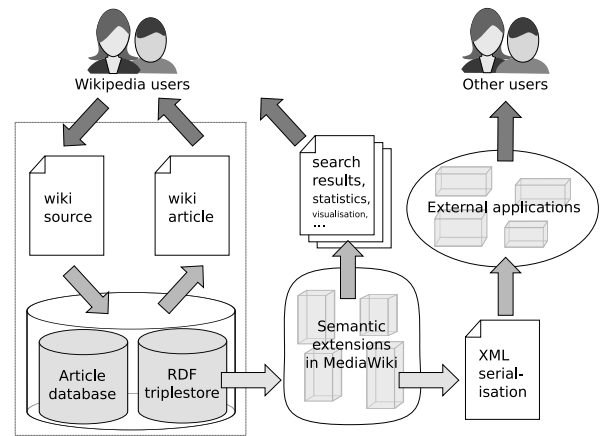 Wikipedia users
Other users
wiki
source
wiki
article
search
results,
statistics,
visualisation,
...
External applications
Article
database
RDF
triplestore
Semantic
extensions
in MediaWiki
XML
serial-
isation